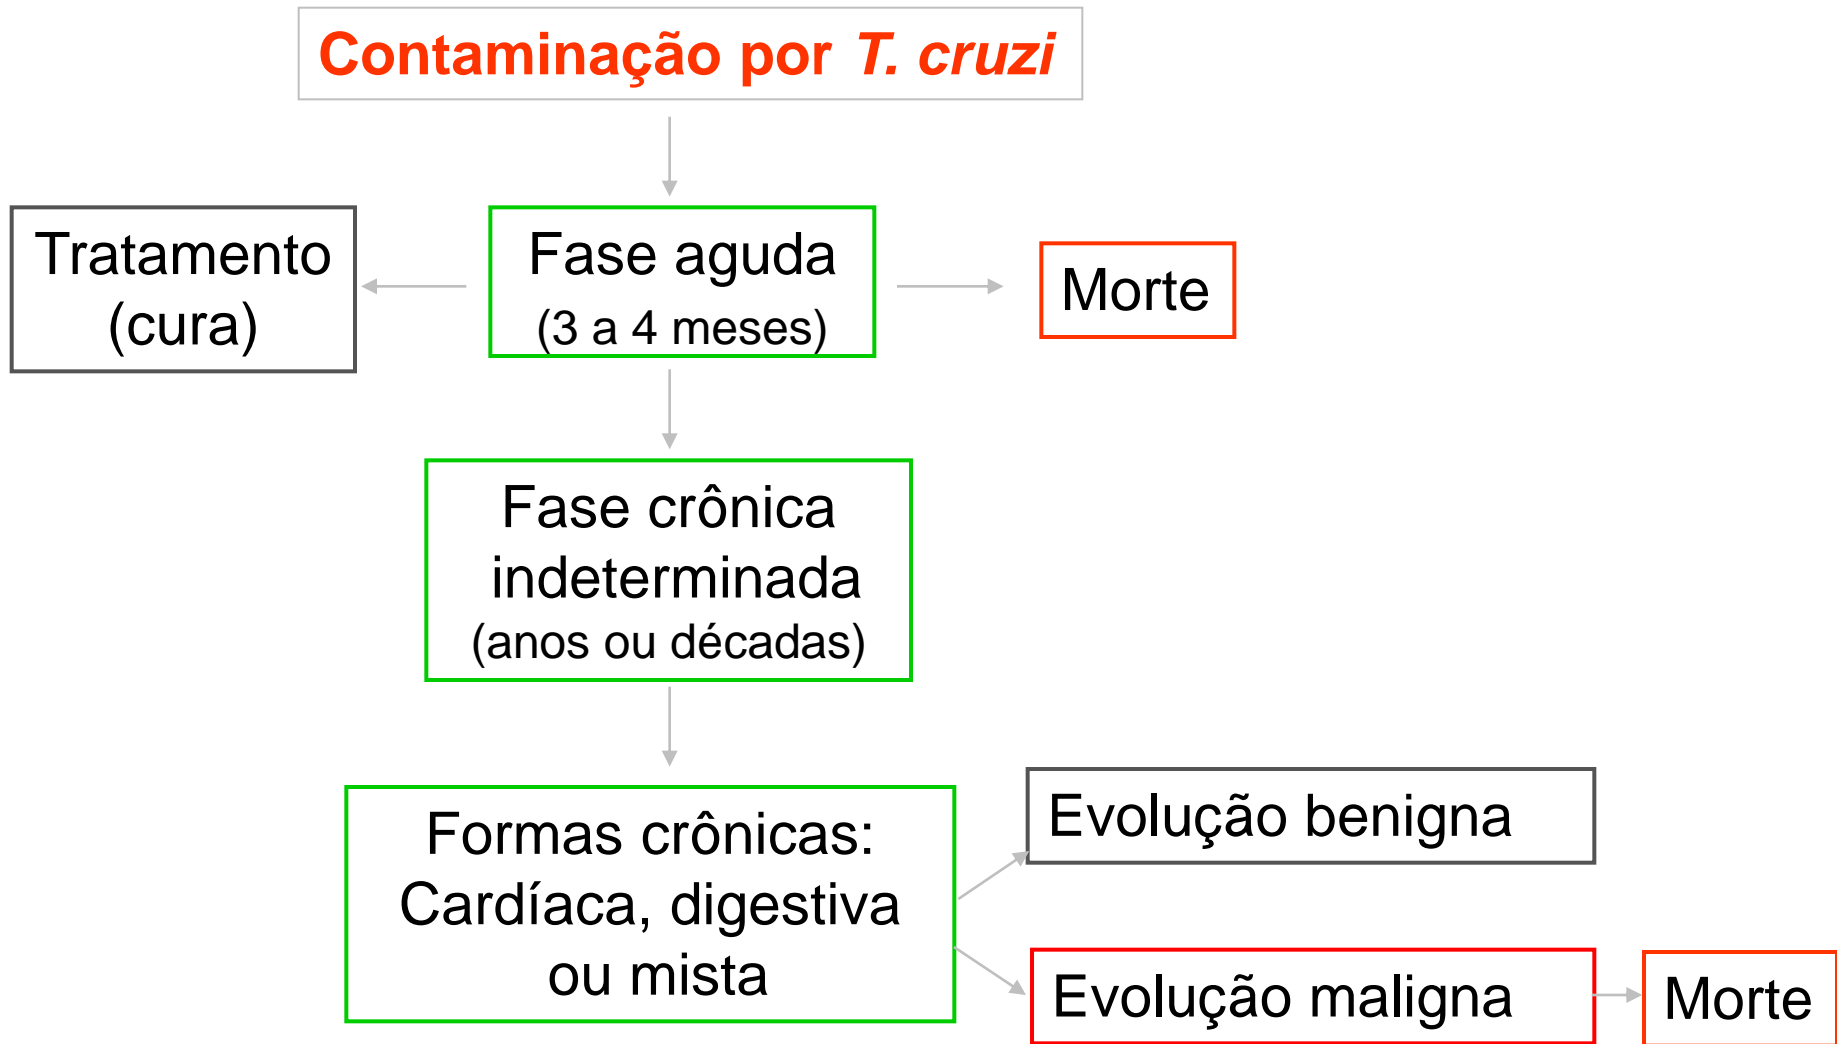 Contaminação por T. cruzi
Tratamento
(cura)
Fase aguda
(3 a 4 meses)
Morte
Fase crônica
indeterminada
(anos ou décadas)
Formas crônicas:
Cardíaca, digestiva
ou mista
Evolução benigna
Evolução maligna
Morte